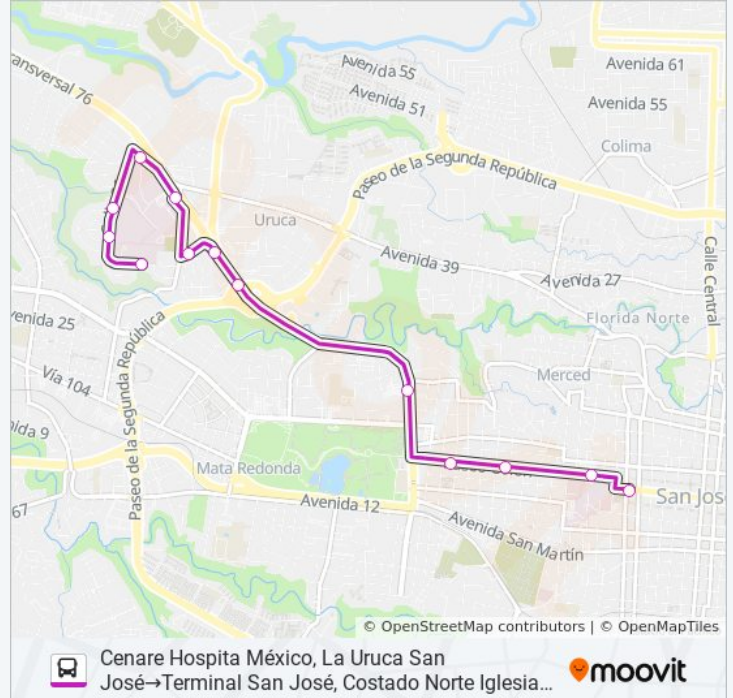 Avenida 55
Avenida 61
ansversal 76
Avenida 51
Avenida 55
Colima
Paseo de la Segunda República
Uruca
Avenida 39
Avenida 27
Calle Central
venida 25
Florida Norte
Vía 104
Merced
Paseo de la Segunda República
nida 9
Mata Redonda
San Jos
Avenida 12
67
Avenida San Martín
© OpenStreetMap contributors | © OpenMapTiles
Cenare Hospita México, La Uruca San
José→Terminal San José, Costado Norte Iglesia…
moovit